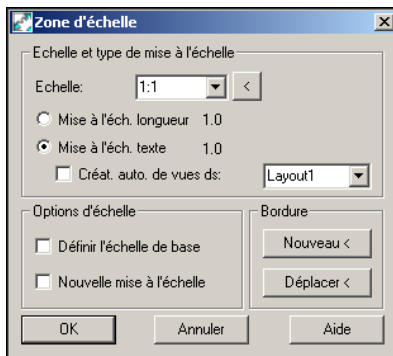 Zone d'échelle
Echelle et type de mise à l'échelle
Echelle: 1:1 <
Mise à l'éch. longueur 1.0
Mise à l'éch. texte 1.0
Créat. auto. de vues ds: Layout1
Options d'échelle
Définir l'échelle de base
Nouvelle mise à l'échelle
Bordure
Nouveau <
Déplacer <
OK Annuler Aide